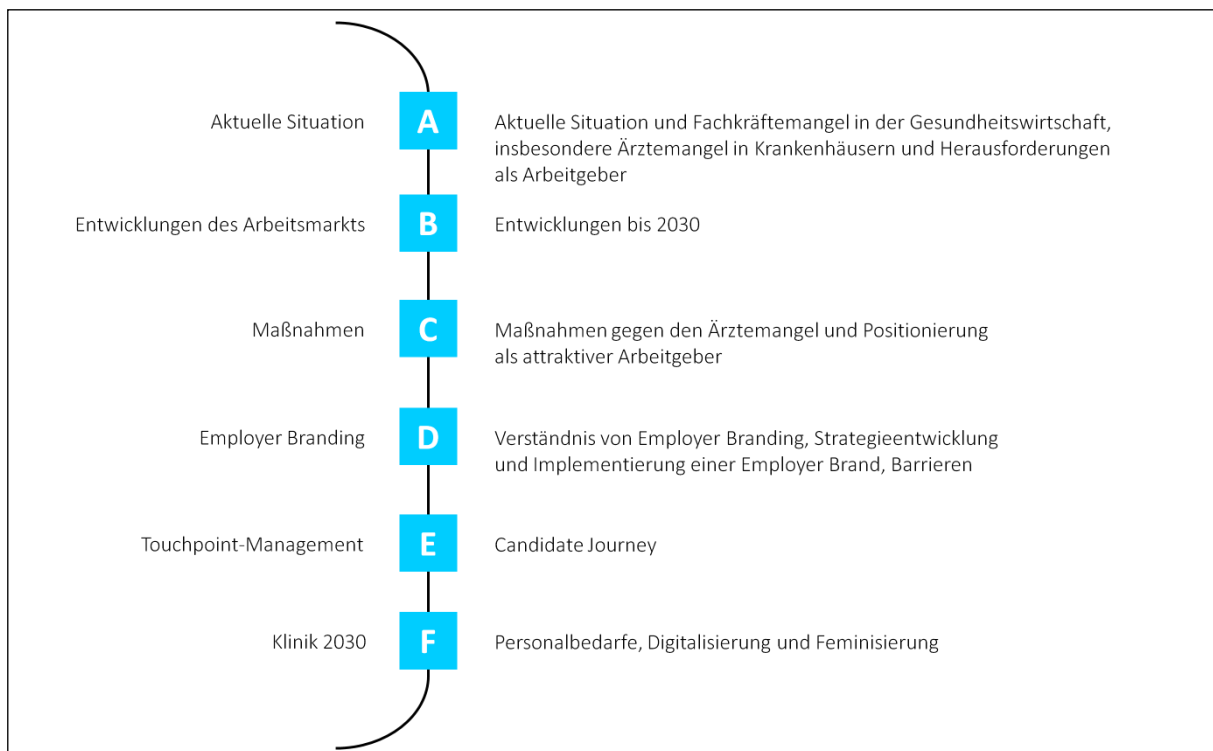 Aktuelle Situation
A
Aktuelle Situation und Fachkräftemangel in der Gesundheitswirtschaft,
insbesondere Ärztemangel in Krankenhäusern und Herausforderungen
als Arbeitgeber
Entwicklungen des Arbeitsmarkts
B
Entwicklungen bis 2030
Maßnahmen
C
Maßnahmen gegen den Ärztemangel und Positionierung
als attraktiver Arbeitgeber
Employer Branding
D
Verständnis von Employer Branding, Strategieentwicklung
und Implementierung einer Employer Brand, Barrieren
Touchpoint-Management
E
Candidate Journey
Klinik 2030
F
Personalbedarfe, Digitalisierung und Feminisierung